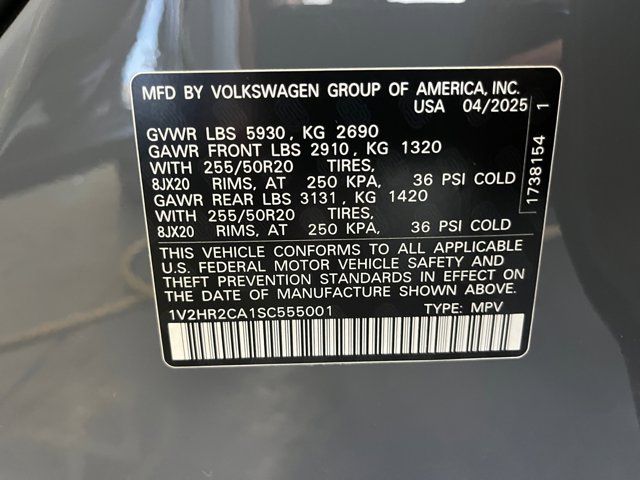 MFD BY VOLKSWAGEN GROUP OF AMERICA, INC.
USA 04/2025
GVWR LBS 5930, KG 2690
GAWR FRONT LBS 2910, KG 1320
WITH 255/50R20 TIRES,
8JX20 RIMS, AT 250 KPA, 36 PSI COLD
GAWR REAR LBS 3131, KG 1420
WITH 255/50R20 TIRES,
8JX20 RIMS, AT 250 KPA, 36 PSI COLD
THIS VEHICLE CONFORMS TO ALL APPLICABLE
U.S. FEDERAL MOTOR VEHICLE SAFETY AND
THEFT PREVENTION STANDARDS IN EFFECT ON
THE DATE OF MANUFACTURE SHOWN ABOVE.
1V2HR2CA1SC555001 TYPE: MPV
1738154 1